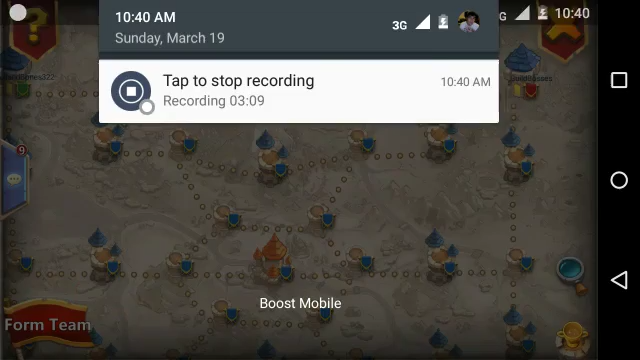 10:40 AM
3G
G
10:40
Sunday, March 19
Tap to stop recording
10:40 AM
Recording 03:09
9
Boost Mobile
Form Team